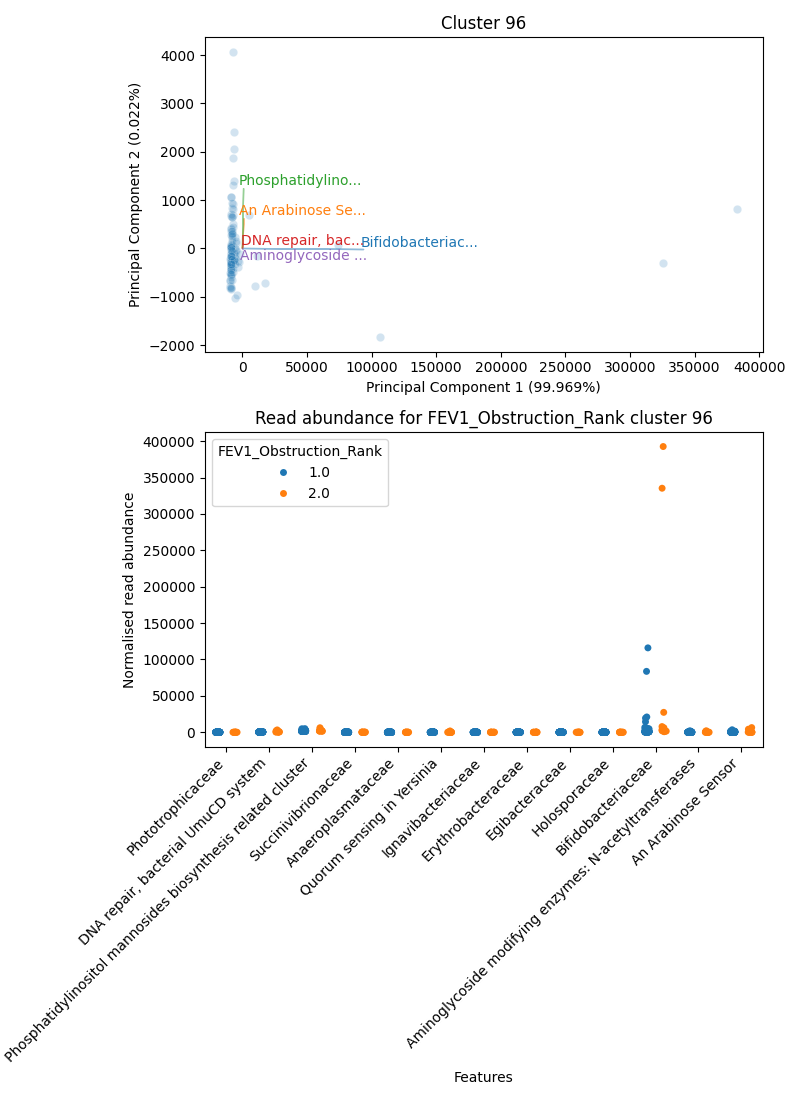 Cluster 96
Principal Component 2 (0.022%)
4000
3000
2000
1000
0
−1000
−2000
Phosphatidylino...
An Arabinose Se...
DNA repair, bac...
Bifidobacteriac...
Aminoglycoside ...
0 50000 100000 150000 200000 250000 300000 350000 400000
Principal Component 1 (99.969%)
Read abundance for FEV1_Obstruction_Rank cluster 96
Normalised read abundance
400000
350000
300000
250000
200000
150000
100000
50000
0
FEV1_Obstruction_Rank
1.0
2.0
Phototrophicaceae
DNA repair, bacterial UmuCD system
Phosphatidylinositol mannosides biosynthesis related cluster
Succinivibrionaceae
Anaeroplasmataceae
Quorum sensing in Yersinia
Ignavibacteriaceae
Erythrobacteraceae
Egibacteraceae
Holosporaceae
Bifidobacteriaceae
Aminoglycoside modifying enzymes: N-acetyltransferases
An Arabinose Sensor
Features